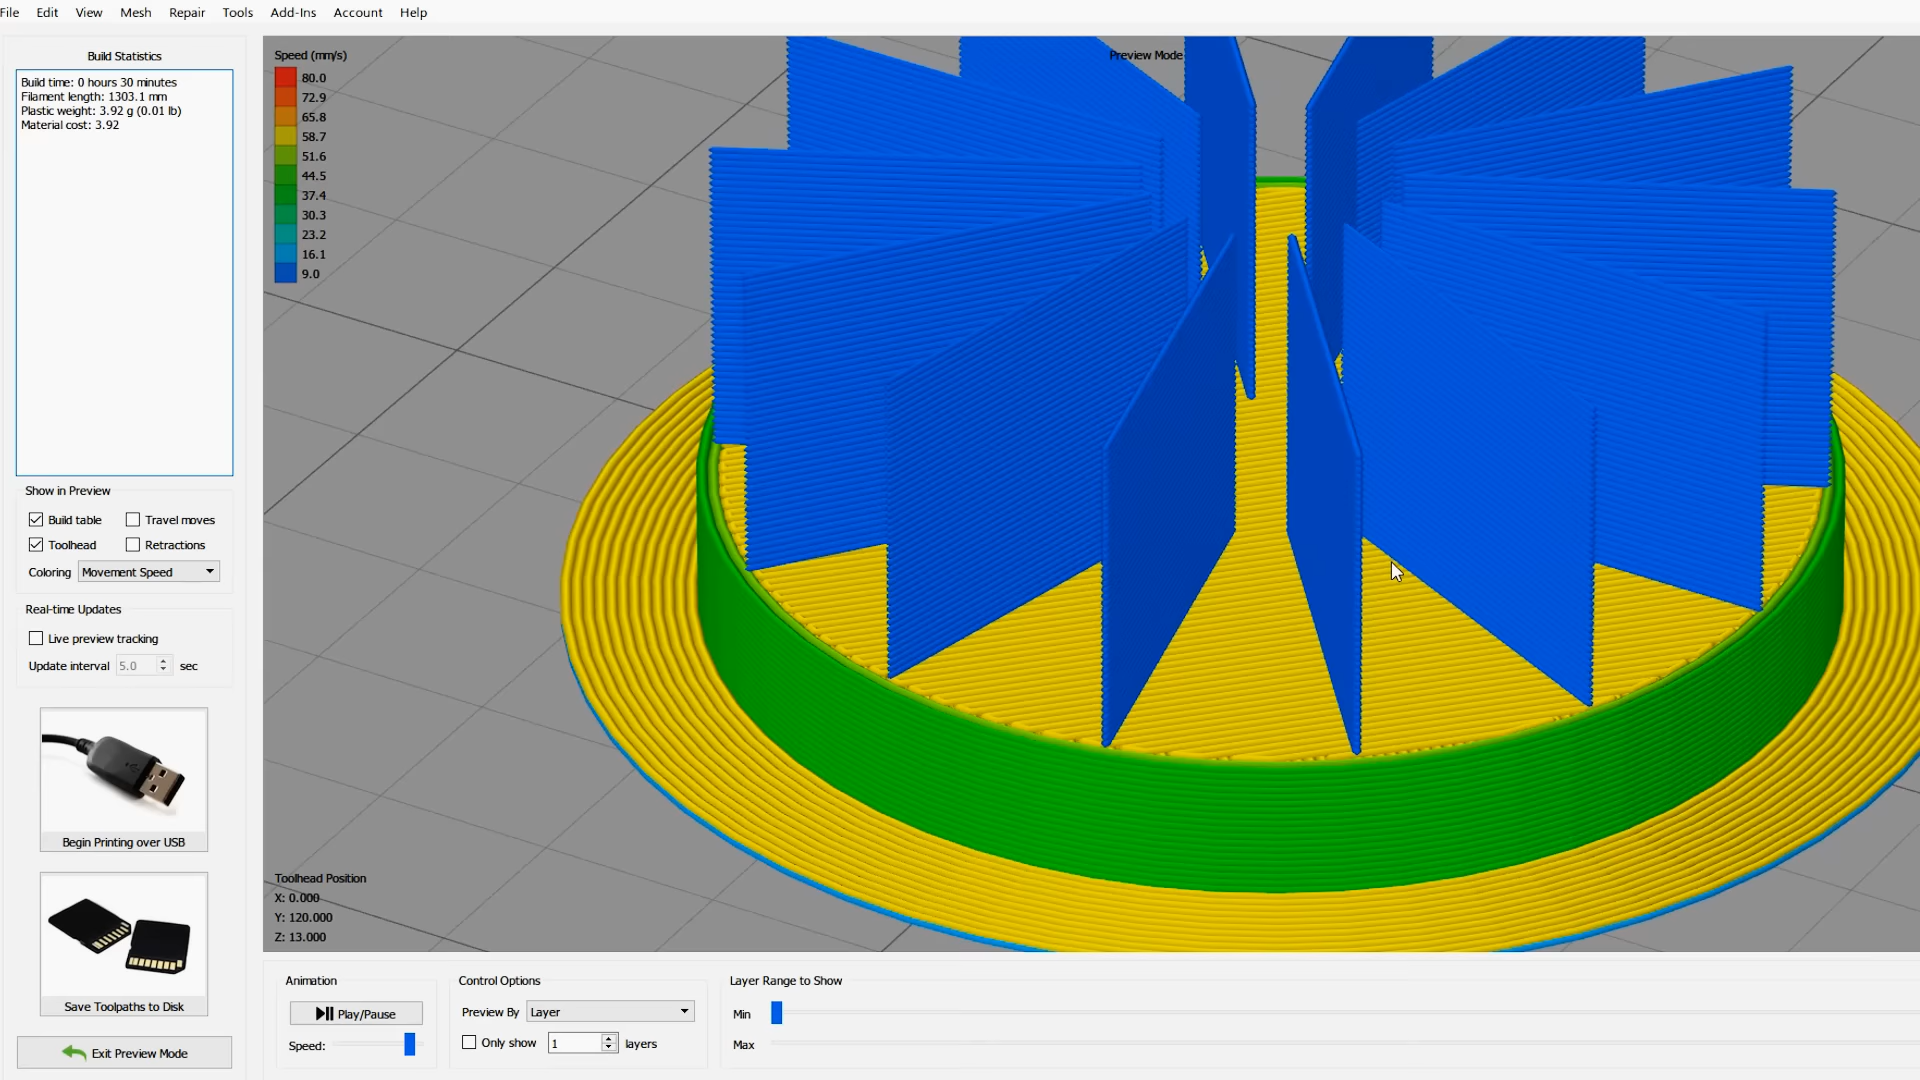 File Edit View Mesh Repair Tools Add-Ins Account Help
Build Statistics
Build time: 0 hours 30 minutes
Filament length: 1303.1 mm
Plastic weight: 3.92 g (0.01 lb)
Material cost: 3.92
Show in Preview
Build table Travel moves
Toolhead Retractions
Coloring Movement Speed
Real-time Updates
Live preview tracking
Update interval 5.0 sec
Begin Printing over USB
Save Toolpaths to Disk
Exit Preview Mode
Speed (mm/s)
80.0
72.9
65.8
58.7
51.6
44.5
37.4
30.3
23.2
16.1
9.0
Preview Mode
Toolhead Position
X: 0.000
Y: 120.000
Z: 13.000
Animation
Play/Pause
Speed:
Control Options
Preview By Layer
Only show 1 layers
Layer Range to Show
Min
Max